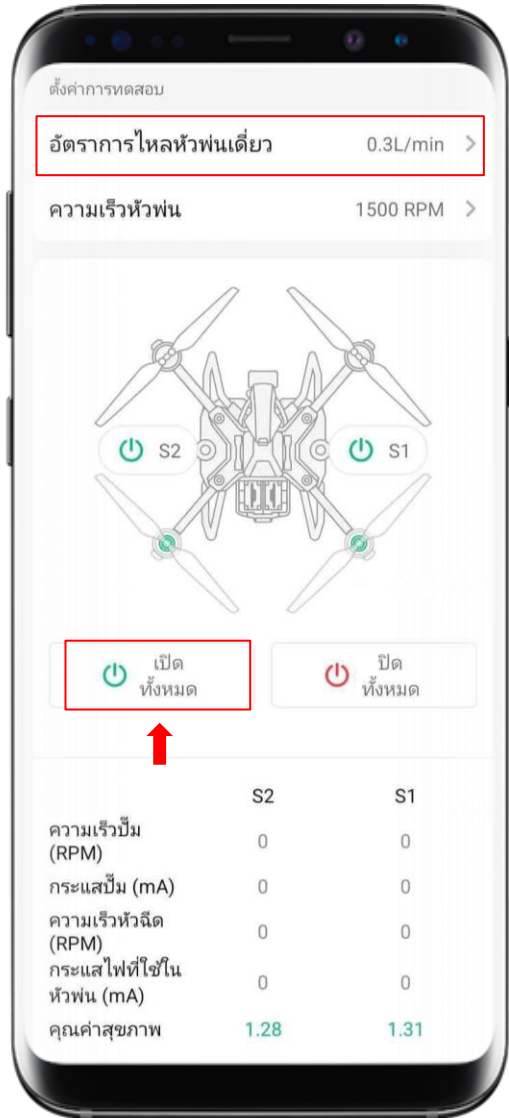 ตั้งค่าการทดสอบ
อัตราการไหลหัวพ่นเดี่ยว 0.3L/min
ความเร็วหัวพ่น 1500 RPM
S2 S1
เปิด
ทั้งหมด
ปิด
ทั้งหมด
S2 S1
ความเร็วปั๊ม
(RPM) 0 0
กระแสปั๊ม (mA) 0 0
ความเร็วหัวฉีด
(RPM) 0 0
กระแสไฟที่ใช้ใน
หัวพ่น (mA) 0 0
คุณค่าสุขภาพ 1.28 1.31